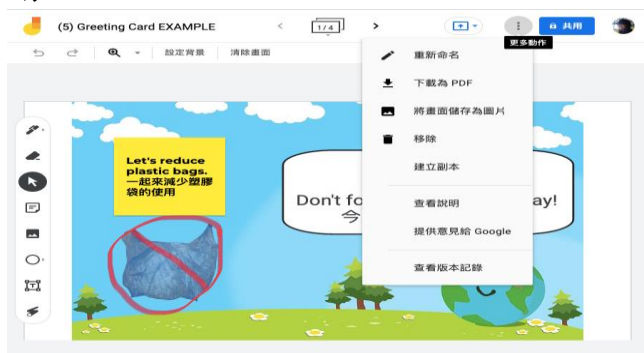 (5) Greeting Card EXAMPLE
1/4
共用
更多動作
設定背景
清除畫面
重新命名
下載為 PDF
將畫面儲存為圖片
移除
建立副本
查看說明
提供意見給 Google
查看版本記錄
Let's reduce
plastic bags.
一起來減少塑膠
袋的使用
Don't fo
ay!
今